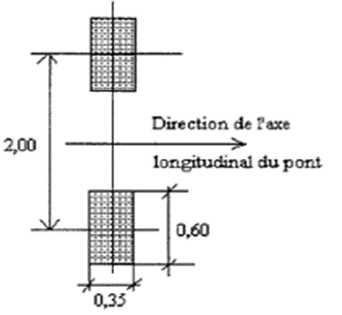 Direction de l'axe
2,00
longitudinal du pont
0,60
0,35